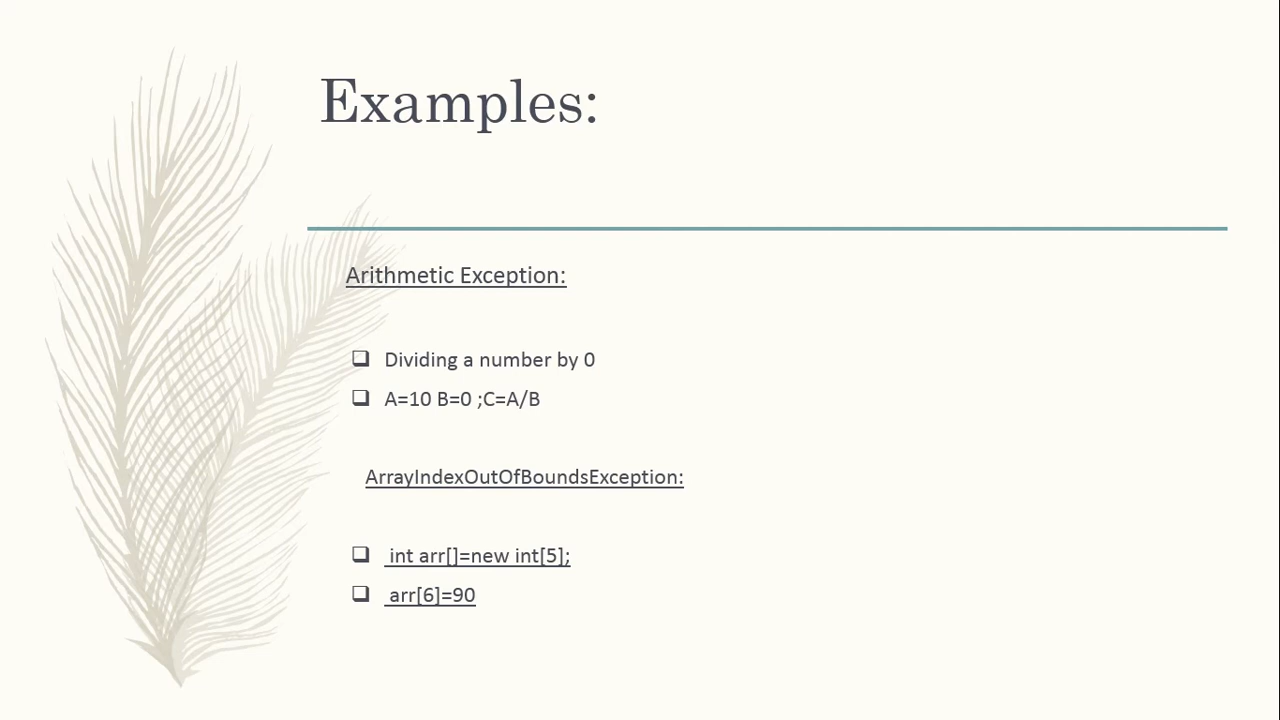 Examples:
Arithmetic Exception:
Dividing a number by 0
A=10 B=0 ;C=A/B
ArrayIndexOutOfBoundsException:
int arr[]=new int[5];
arr[6]=90